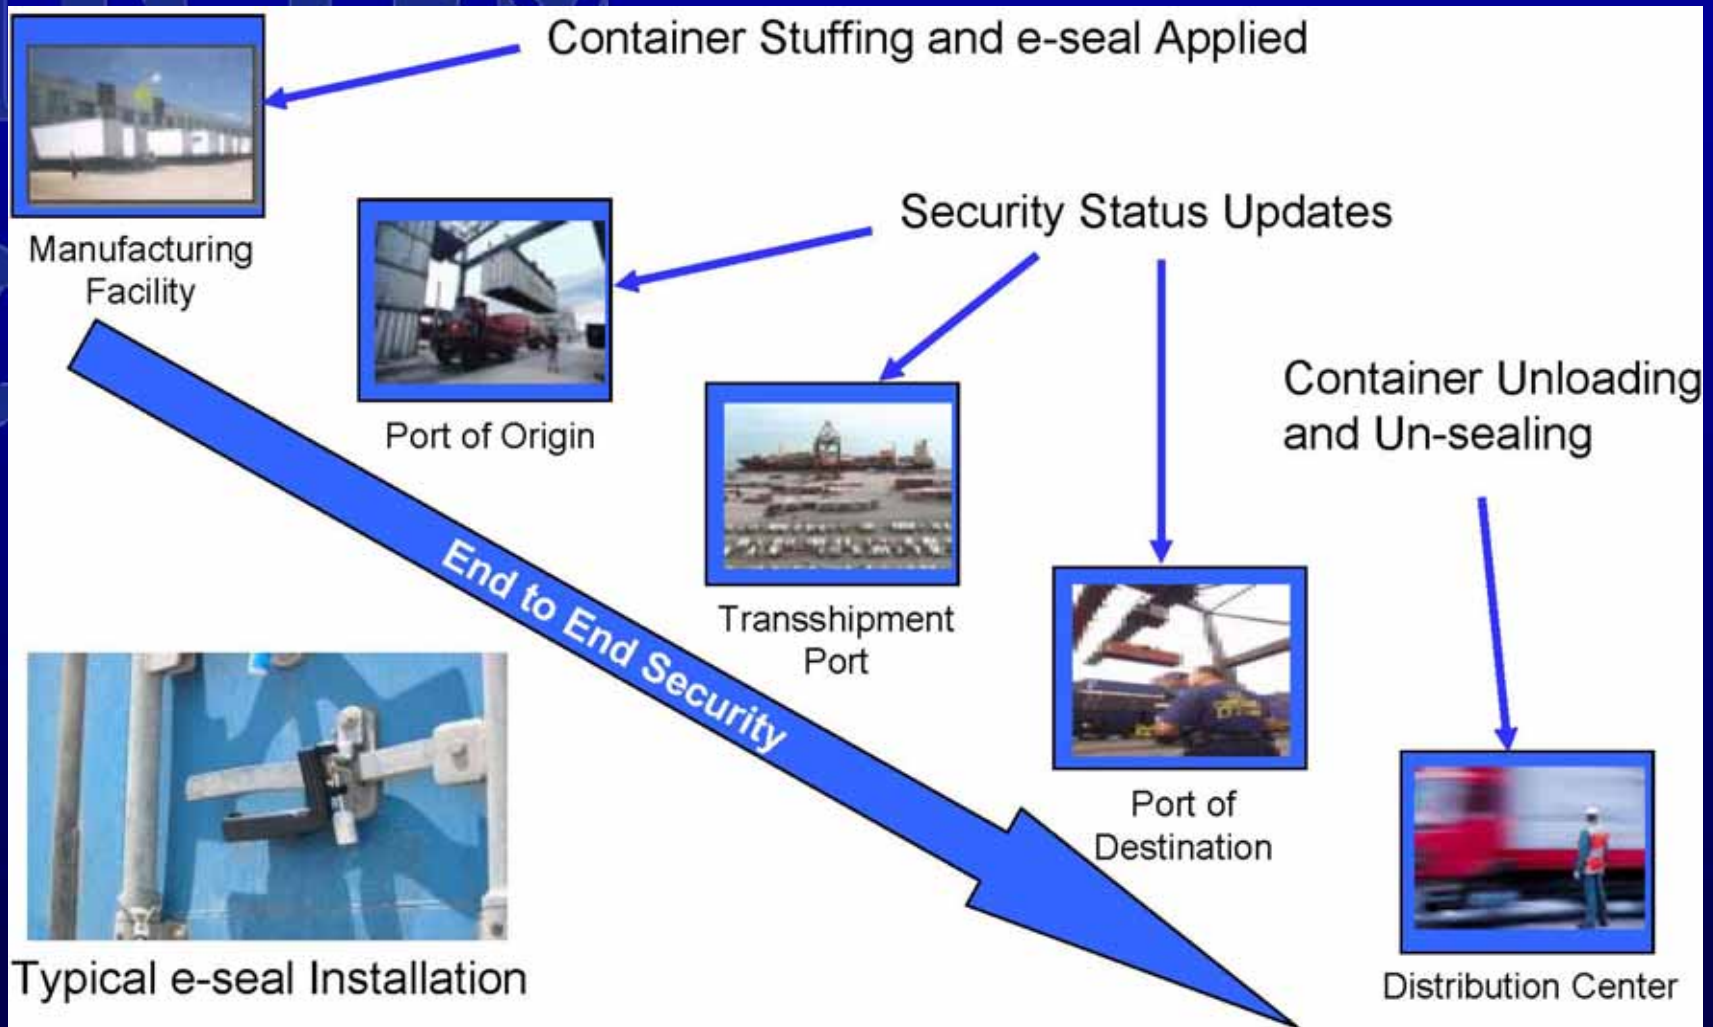 Container Stuffing and e-seal Applied
Manufacturing
Facility
Security Status Updates
Port of Origin
Container Unloading
and Un-sealing
Transshipment
Port
End to End Security
Port of
Destination
Typical e-seal Installation
Distribution Center